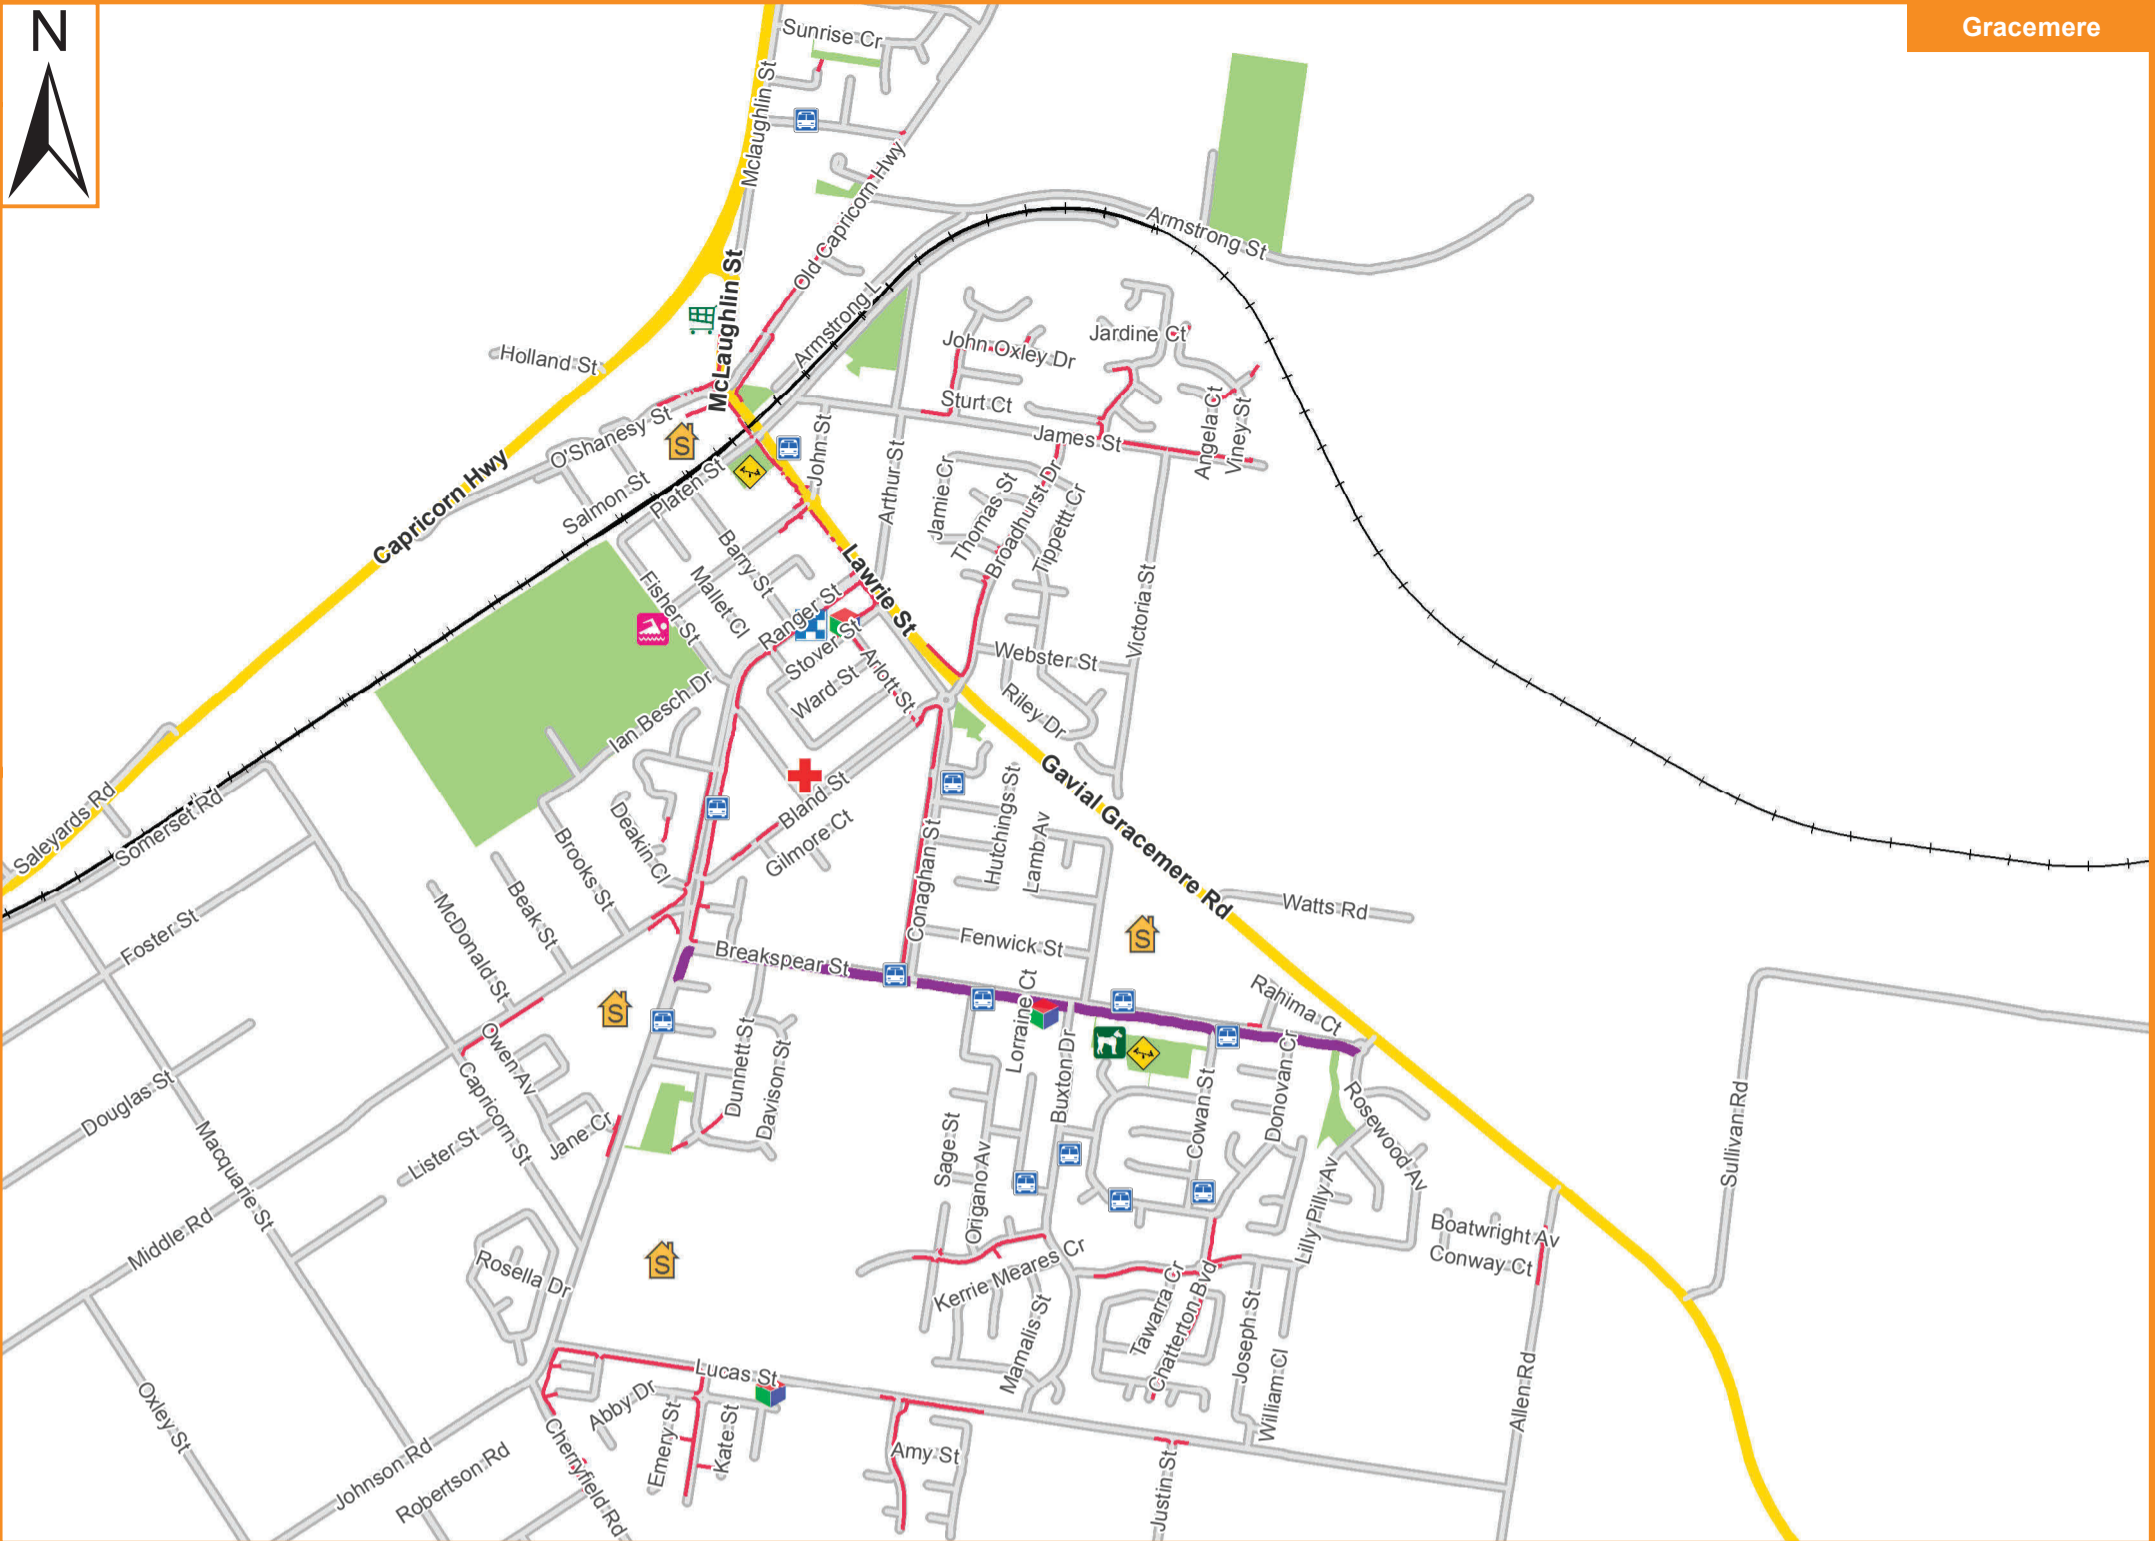 N
Gracemere
Sunrise Cr
Mclaughlin St
Old Capricorn Hwy
Armstrong St
McLaughlin St
Armstrong L
Holland St
John Oxley Dr
Jardine Ct
Sturt Ct
James St
Angela Ct
Viney St
O'Shanesy St
S
John St
Arthur St
Capricorn Hwy
Salmon St
Platen St
Jamie Cr
Thomas St
Broadhurst Dr
Tippettt Cr
Barry St
Mallet Cl
Fisher St
Lawrie St
Ranger St
Stover St
Ward St
Arlott St
Victoria St
Webster St
Riley Dr
Ian Besch Dr
Gavial Gracemere Rd
Saleyards Rd
Somerset Rd
Bland St
Gilmore Ct
Deakin Cl
Brooks St
Beak St
McDonald St
Hutchings St
Lamb Av
Conaghan St
Watts Rd
Foster St
Fenwick St
S
Breakspear St
Rahima Ct
S
Lorraine Ct
Owen Av
Capricorn St
Dunnett St
Davison St
Buxton Dr
Cowan St
Donovan Cr
Rosewood Av
Sullivan Rd
Douglas St
Macquarie St
Lister St
Jane Cr
Sage St
Origano Av
Lilly Pilly Av
Boatwright Av
Conway Ct
Middle Rd
Rosella Dr
S
Kerrie Meares Cr
Mamalis St
Tawarra Cr
Chatterton Bvd
Joseph St
William Cl
Allen Rd
Lucas St
Oxley St
Abby Dr
Emery St
Kate St
Amy St
Justin St
Johnson Rd
Robertson Rd
Cherryfield Rd